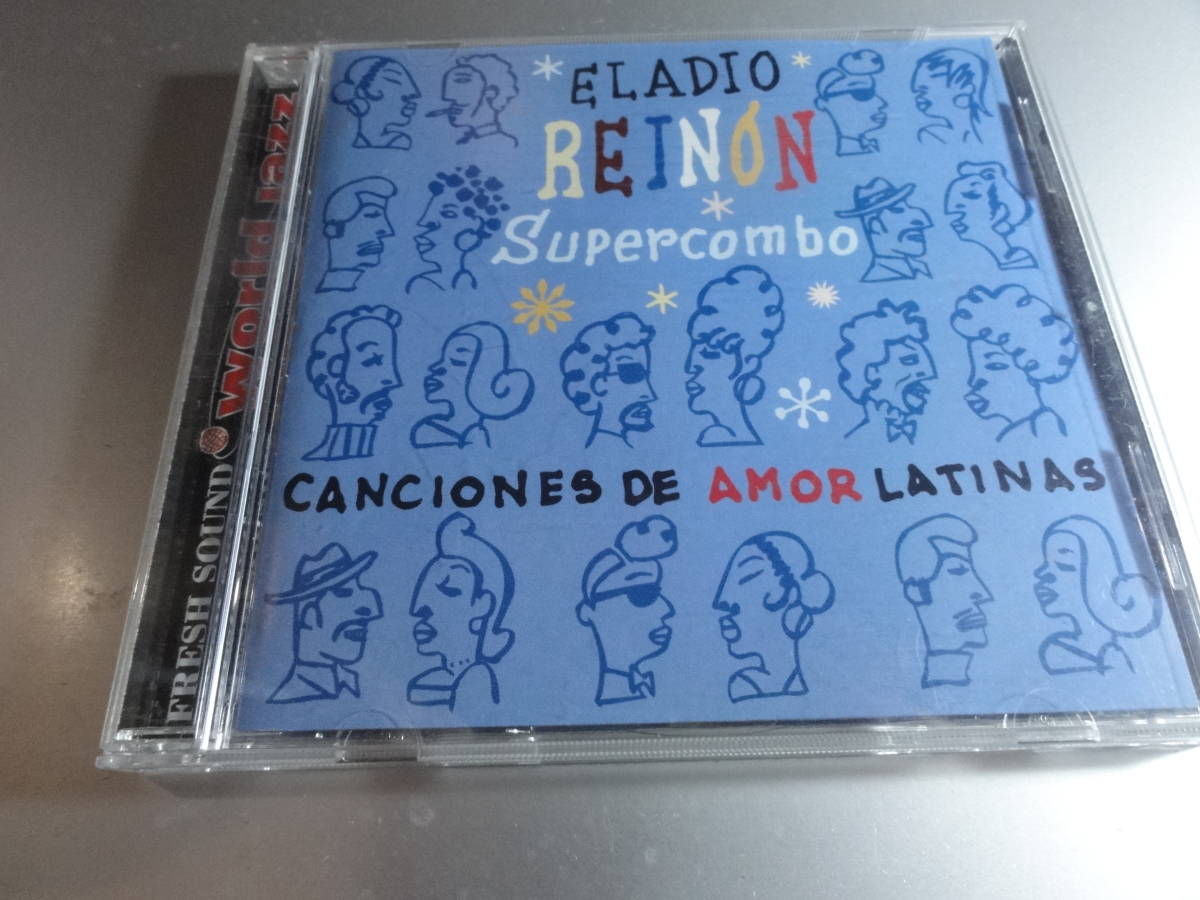 ELADIO
REINÓN
Supercombo
CANCIONES DE AMOR LATINAS
FRESH SOUND world jazz